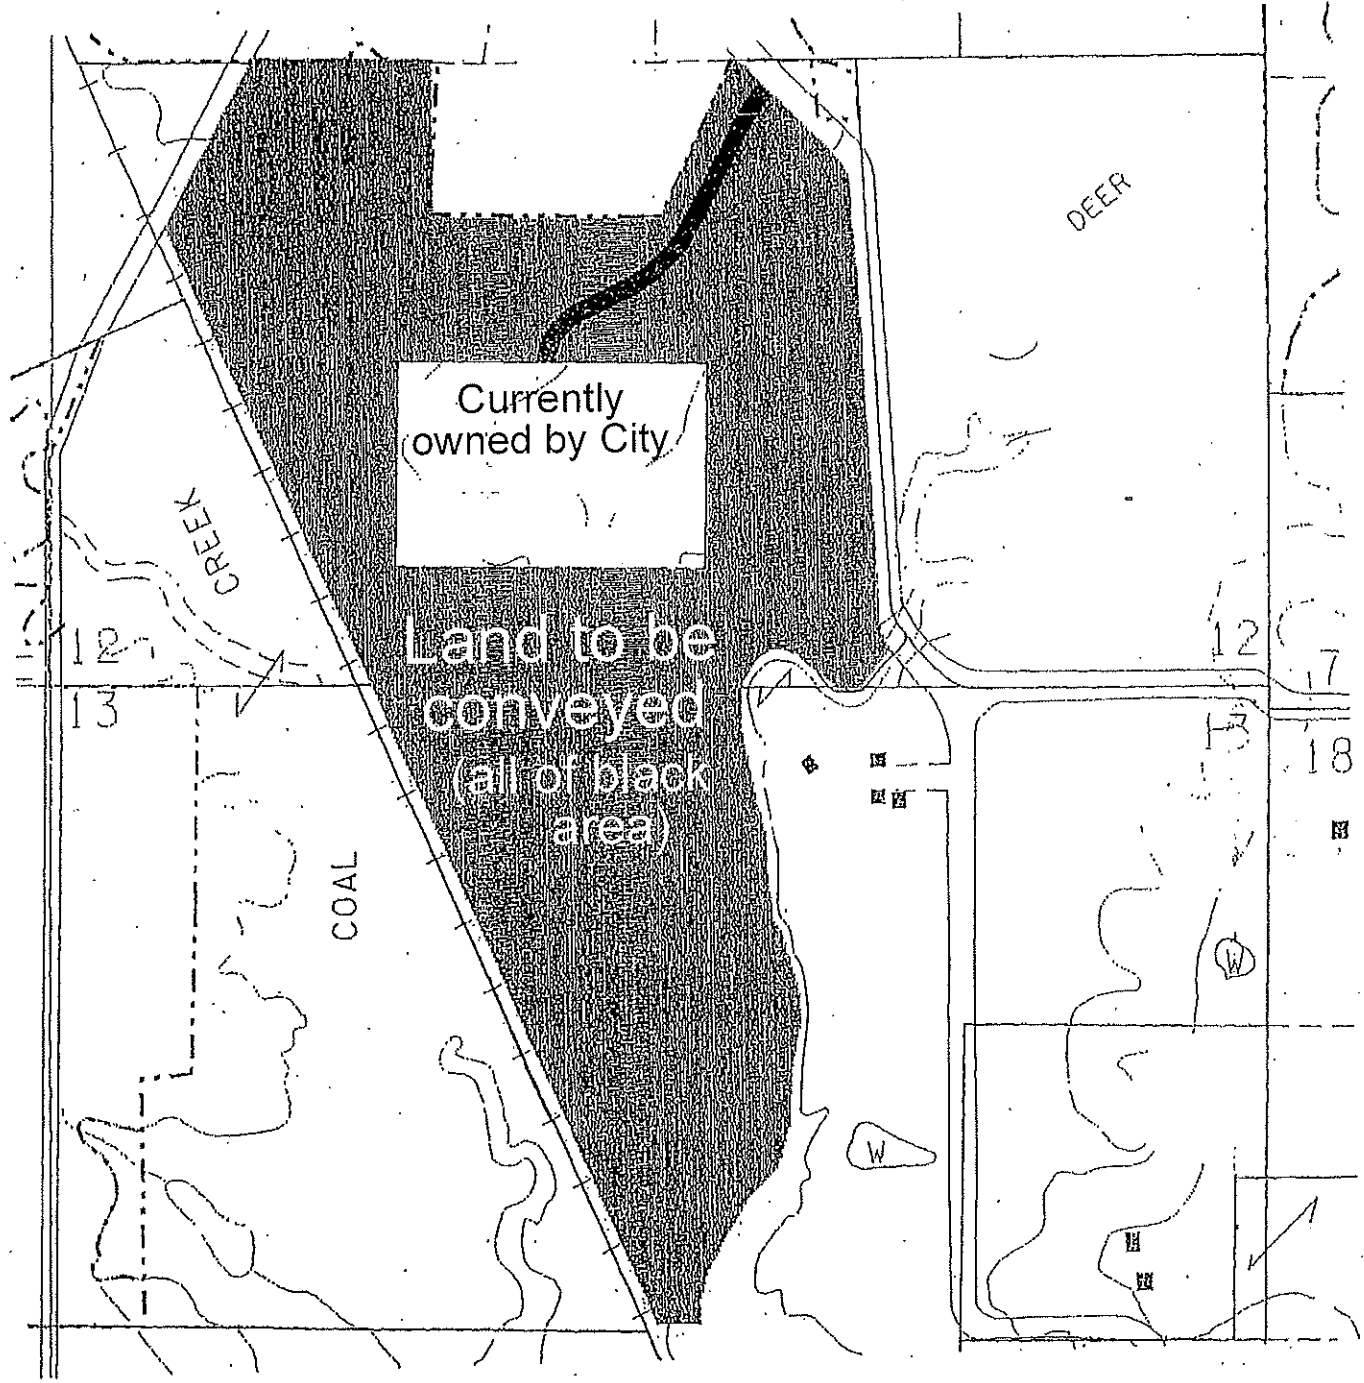 DEER
Currently
owned by City
CREEK
Land to be
conveyed
(all of black
area)
12
13
12
7
13
18
COAL
W
W